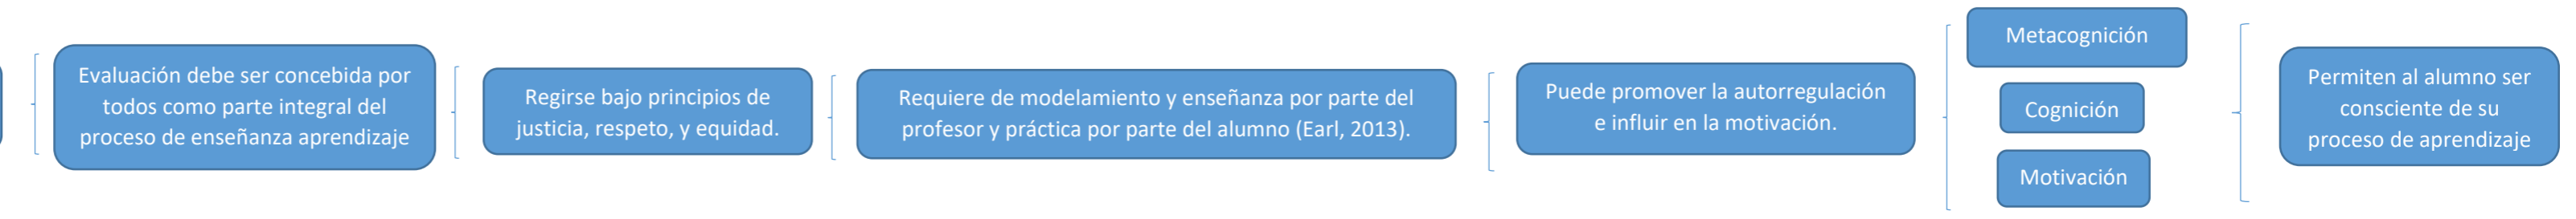 Evaluación debe ser concebida por
todos como parte integral del
proceso de enseñanza aprendizaje
Regirse bajo principios de
justicia, respeto, y equidad.
Requiere de modelamiento y enseñanza por parte del
profesor y práctica por parte del alumno (Earl, 2013).
Puede promover la autorregulación
e influir en la motivación.
Metacognición
Cognición
Motivación
Permiten al alumno ser
consciente de su
proceso de aprendizaje